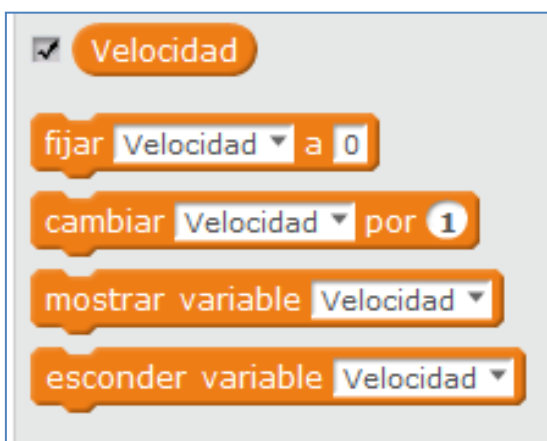 Velocidad
fijar Velocidad a 0
cambiar Velocidad por 1
mostrar variable Velocidad
esconder variable Velocidad